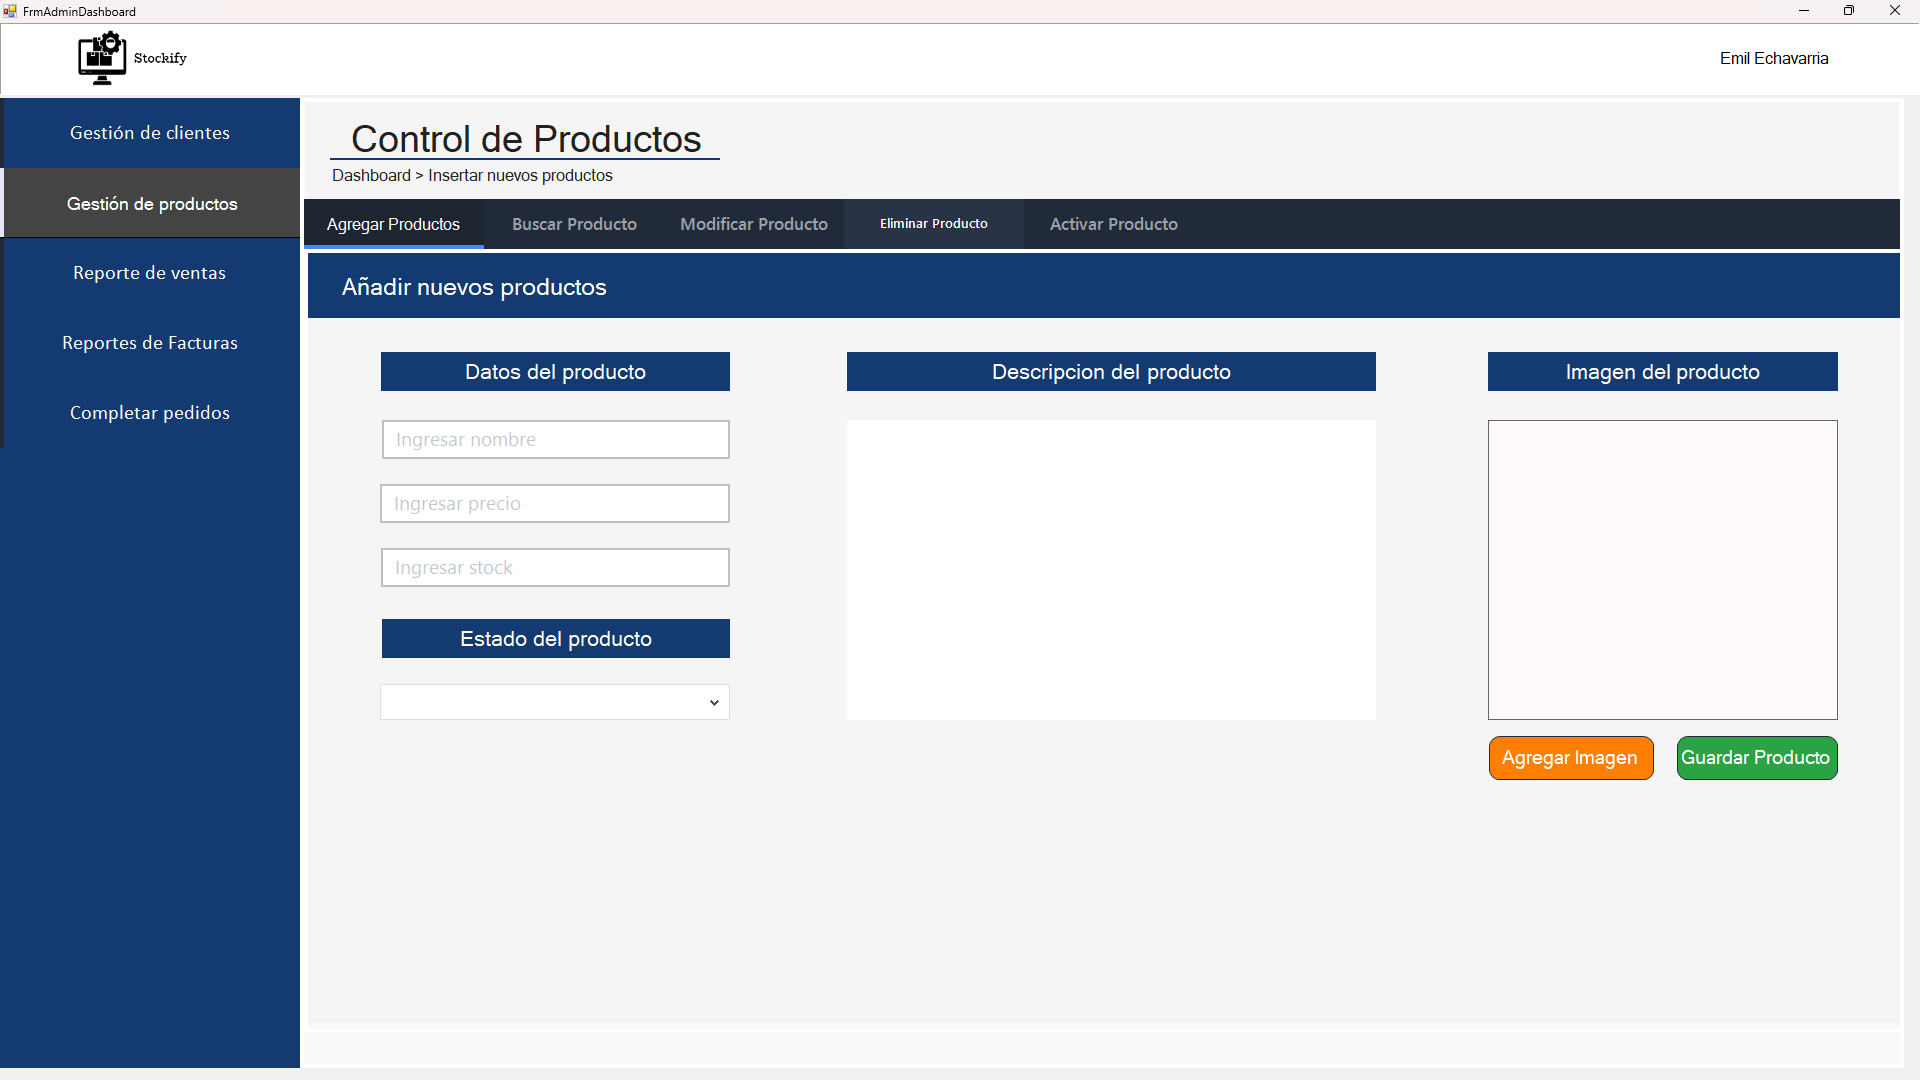 FrmAdminDashboard
Stockify
Emil Echavarria
Gestión de clientes
Gestión de productos
Reporte de ventas
Reportes de Facturas
Completar pedidos
Control de Productos
Dashboard > Insertar nuevos productos
Agregar Productos Buscar Producto Modificar Producto Eliminar Producto Activar Producto
Añadir nuevos productos
Datos del producto
Ingresar nombre
Ingresar precio
Ingresar stock
Estado del producto
Descripcion del producto
Imagen del producto
Agregar Imagen Guardar Producto